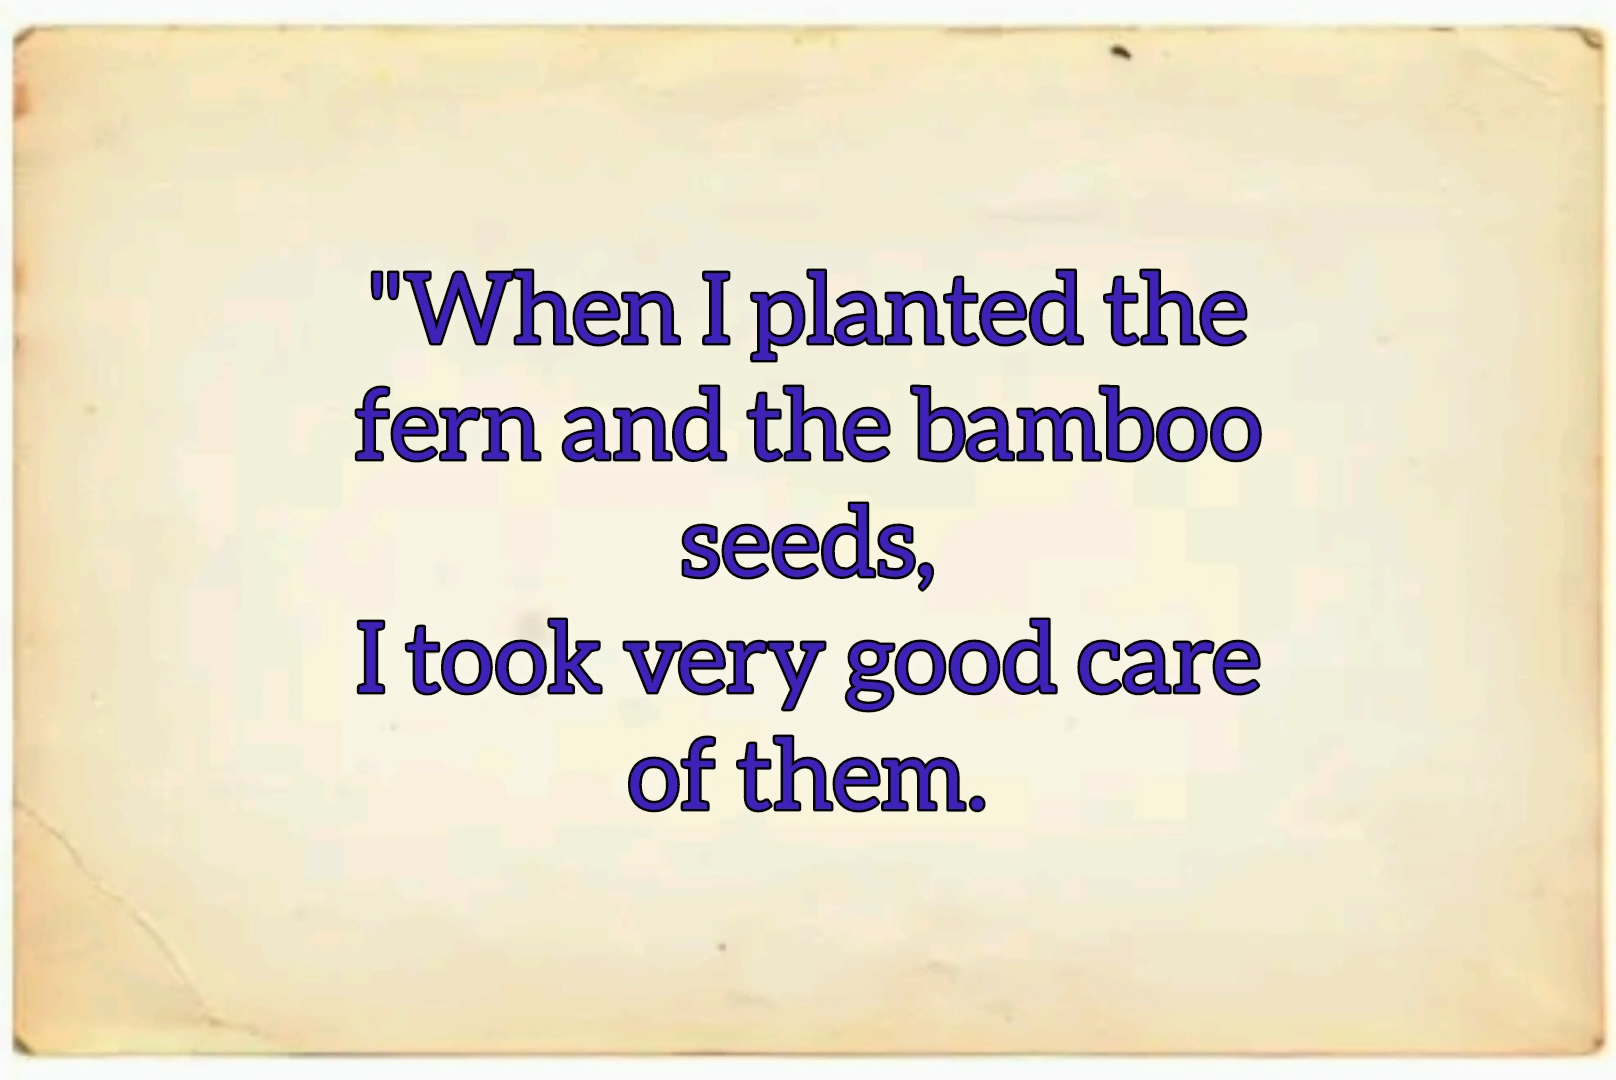 "When I planted the
fern and the bamboo
seeds,
I took very good care
of them.